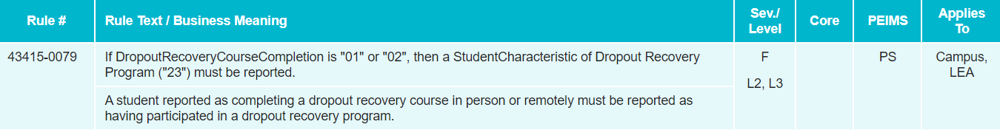 Rule # Rule Text / Business Meaning Sev./ Level Core PEIMS Applies To
43415-0079 If DropoutRecoveryCourseCompletion is "01" or "02", then a StudentCharacteristic of Dropout Recovery F PS Campus,
Program ("23") must be reported. LEA
L2, L3
A student reported as completing a dropout recovery course in person or remotely must be reported as
having participated in a dropout recovery program.